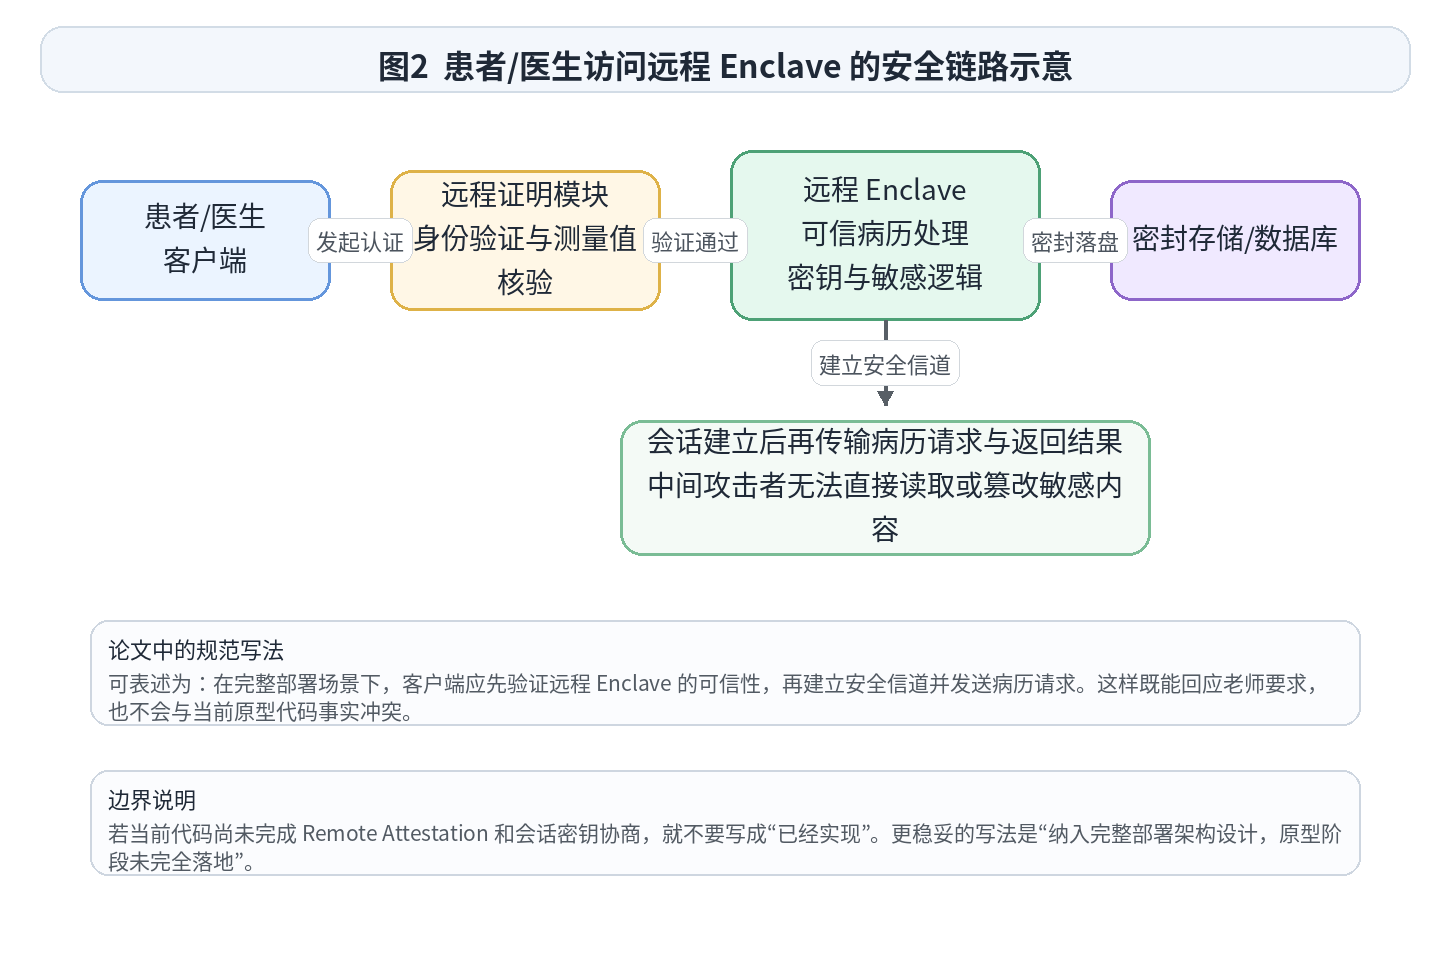 图2 患者/医生访问远程 Enclave 的安全链路示意
患者/医生
客户端
发起认证
远程证明模块
身份验证与测量值
核验
验证通过
远程 Enclave
可信病历处理
密钥与敏感逻辑
密封落盘
密封存储/数据库
建立安全信道
会话建立后再传输病历请求与返回结果
中间攻击者无法直接读取或篡改敏感内
容
论文中的规范写法
可表述为：在完整部署场景下，客户端应先验证远程 Enclave 的可信性，再建立安全信道并发送病历请求。这样既能回应老师要求，
也不会与当前原型代码事实冲突。
边界说明
若当前代码尚未完成 Remote Attestation 和会话密钥协商，就不要写成“已经实现”。更稳妥的写法是“纳入完整部署架构设计，原型阶
段未完全落地”。